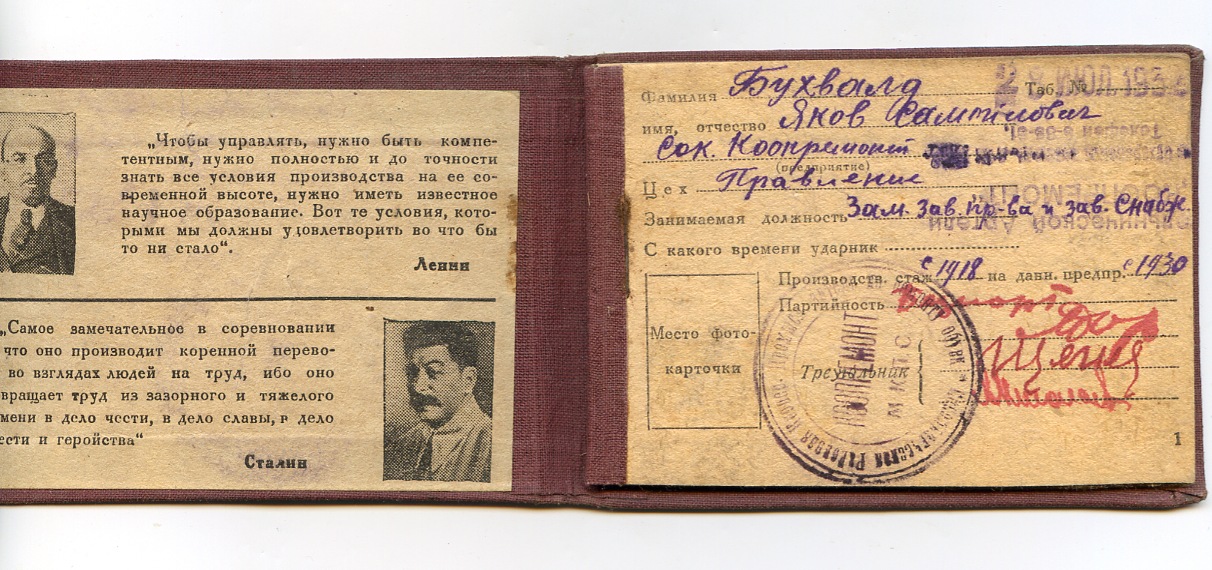 „Чтобы управлять, нужно быть компе-
тентным, нужно полностью и до точности
знать все условия производства на ее со-
временной высоте, нужно иметь известное
научное образование. Вот те условия, кото-
рыми мы должны удовлетворить во что бы
то ни стало“.
Ленин
„Самое замечательное в соревновании
что оно производит коренной перево-
во взглядах людей на труд, ибо оно
вращает труд из зазорного и тяжелого
мени в дело чести, в дело славы, в дело
ести и геройства“
Сталин
Фамилия Бухвалд Таб. №
имя, отчество Яков Самойлович
Сок. Коопремонт
(предприятие)
Цех Правление
Занимаемая должность Зам. зав. пр-ва и зав. Снабж.
С какого времени ударник
Производств. стаж с 1918 на данн. предпр. с 1930
Партийность
Место фото-
карточки
Треугольник
КООПРЕМОНТ
1